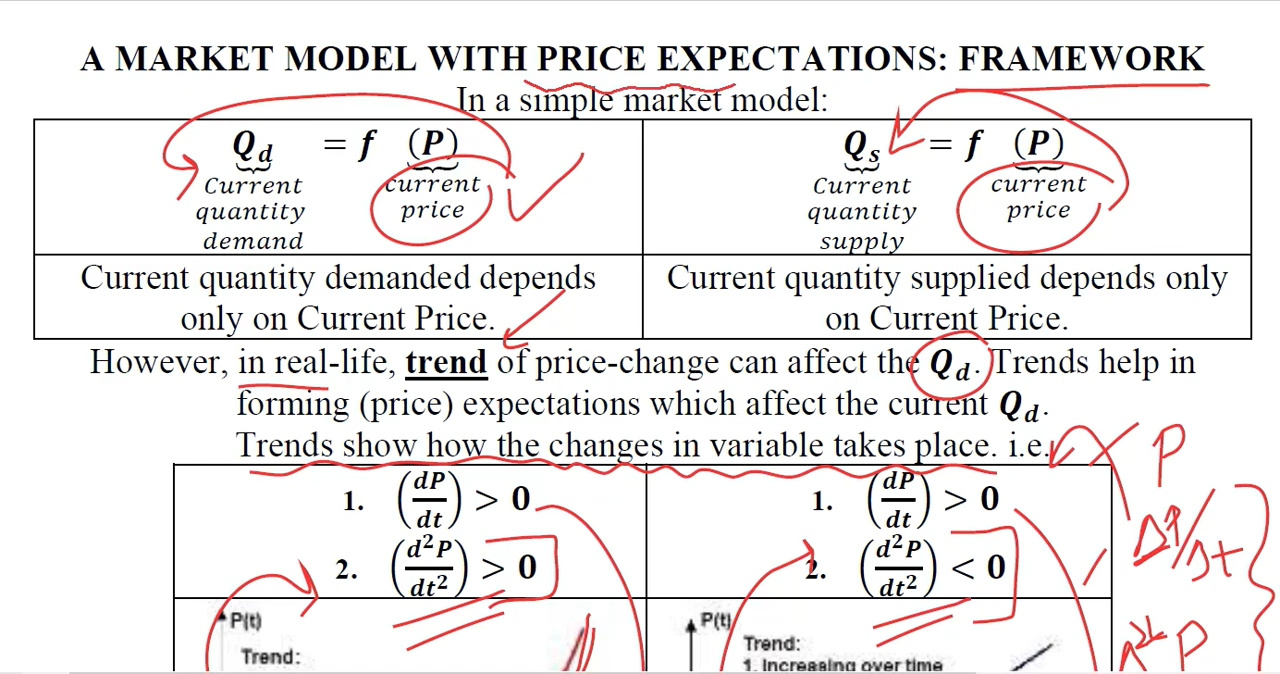 A MARKET MODEL WITH PRICE EXPECTATIONS: FRAMEWORK
In a simple market model:
Q_d = f (P)
Current quantity demand
current price
Q_s = f (P)
Current quantity supply
current price
Current quantity demanded depends
only on Current Price.
Current quantity supplied depends only
on Current Price.
However, in real-life, trend of price-change can affect the Q_d. Trends help in
forming (price) expectations which affect the current Q_d.
Trends show how the changes in variable takes place. i.e.
P
ΔP/Δt
1. (dP/dt) > 0
2. (d²P/dt²) > 0
1. (dP/dt) > 0
2. (d²P/dt²) < 0
P(t)
Trend:
P(t)
Trend:
1. Increasing over time